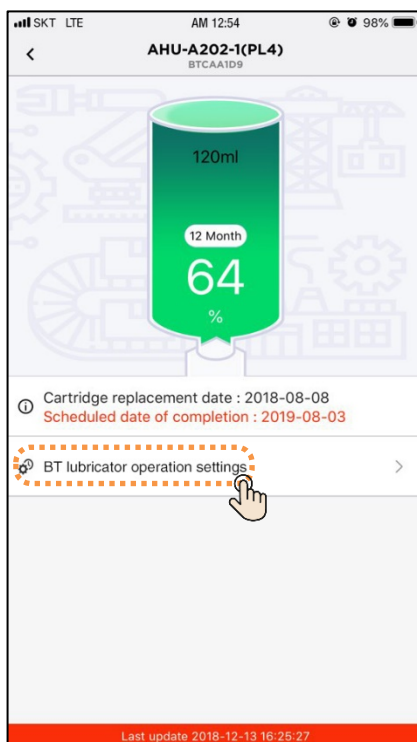 SKT LTE AM 12:54 98%
AHU-A202-1(PL4)
BTCAA1D9
120ml
12 Month
64
%
Cartridge replacement date : 2018-08-08
Scheduled date of completion : 2019-08-03
BT lubricator operation settings
Last update 2018-12-13 16:25:27